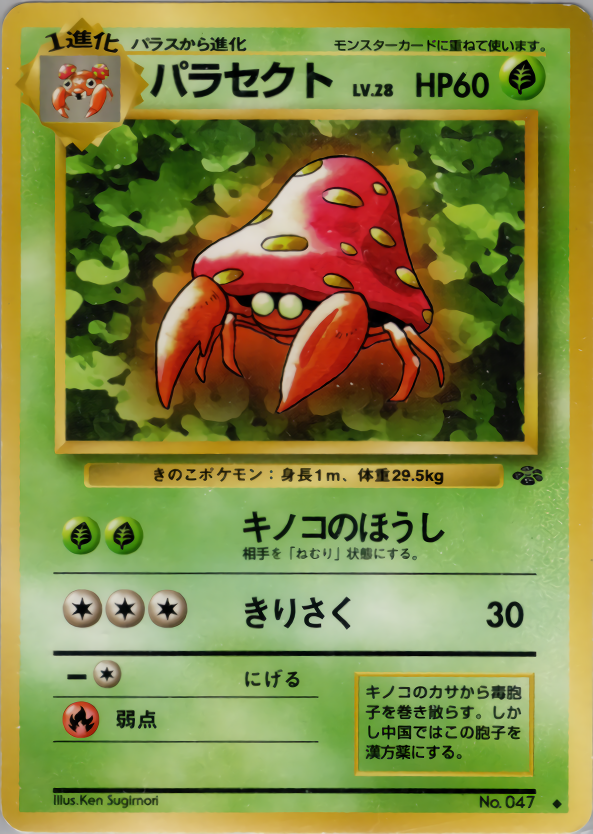 1進化
パラスから進化
モンスターカードに重ねて使います。
パラセクト LV.28 HP60
きのこポケモン：身長1m、体重29.5kg
キノコのほうし
相手を「ねむり」状態にする。
きりさく 30
にげる
弱点
キノコのカサから毒胞
子を巻き散らす。しか
し中国ではこの胞子を
漢方薬にする。
Illus.Ken Sugimori
No. 047